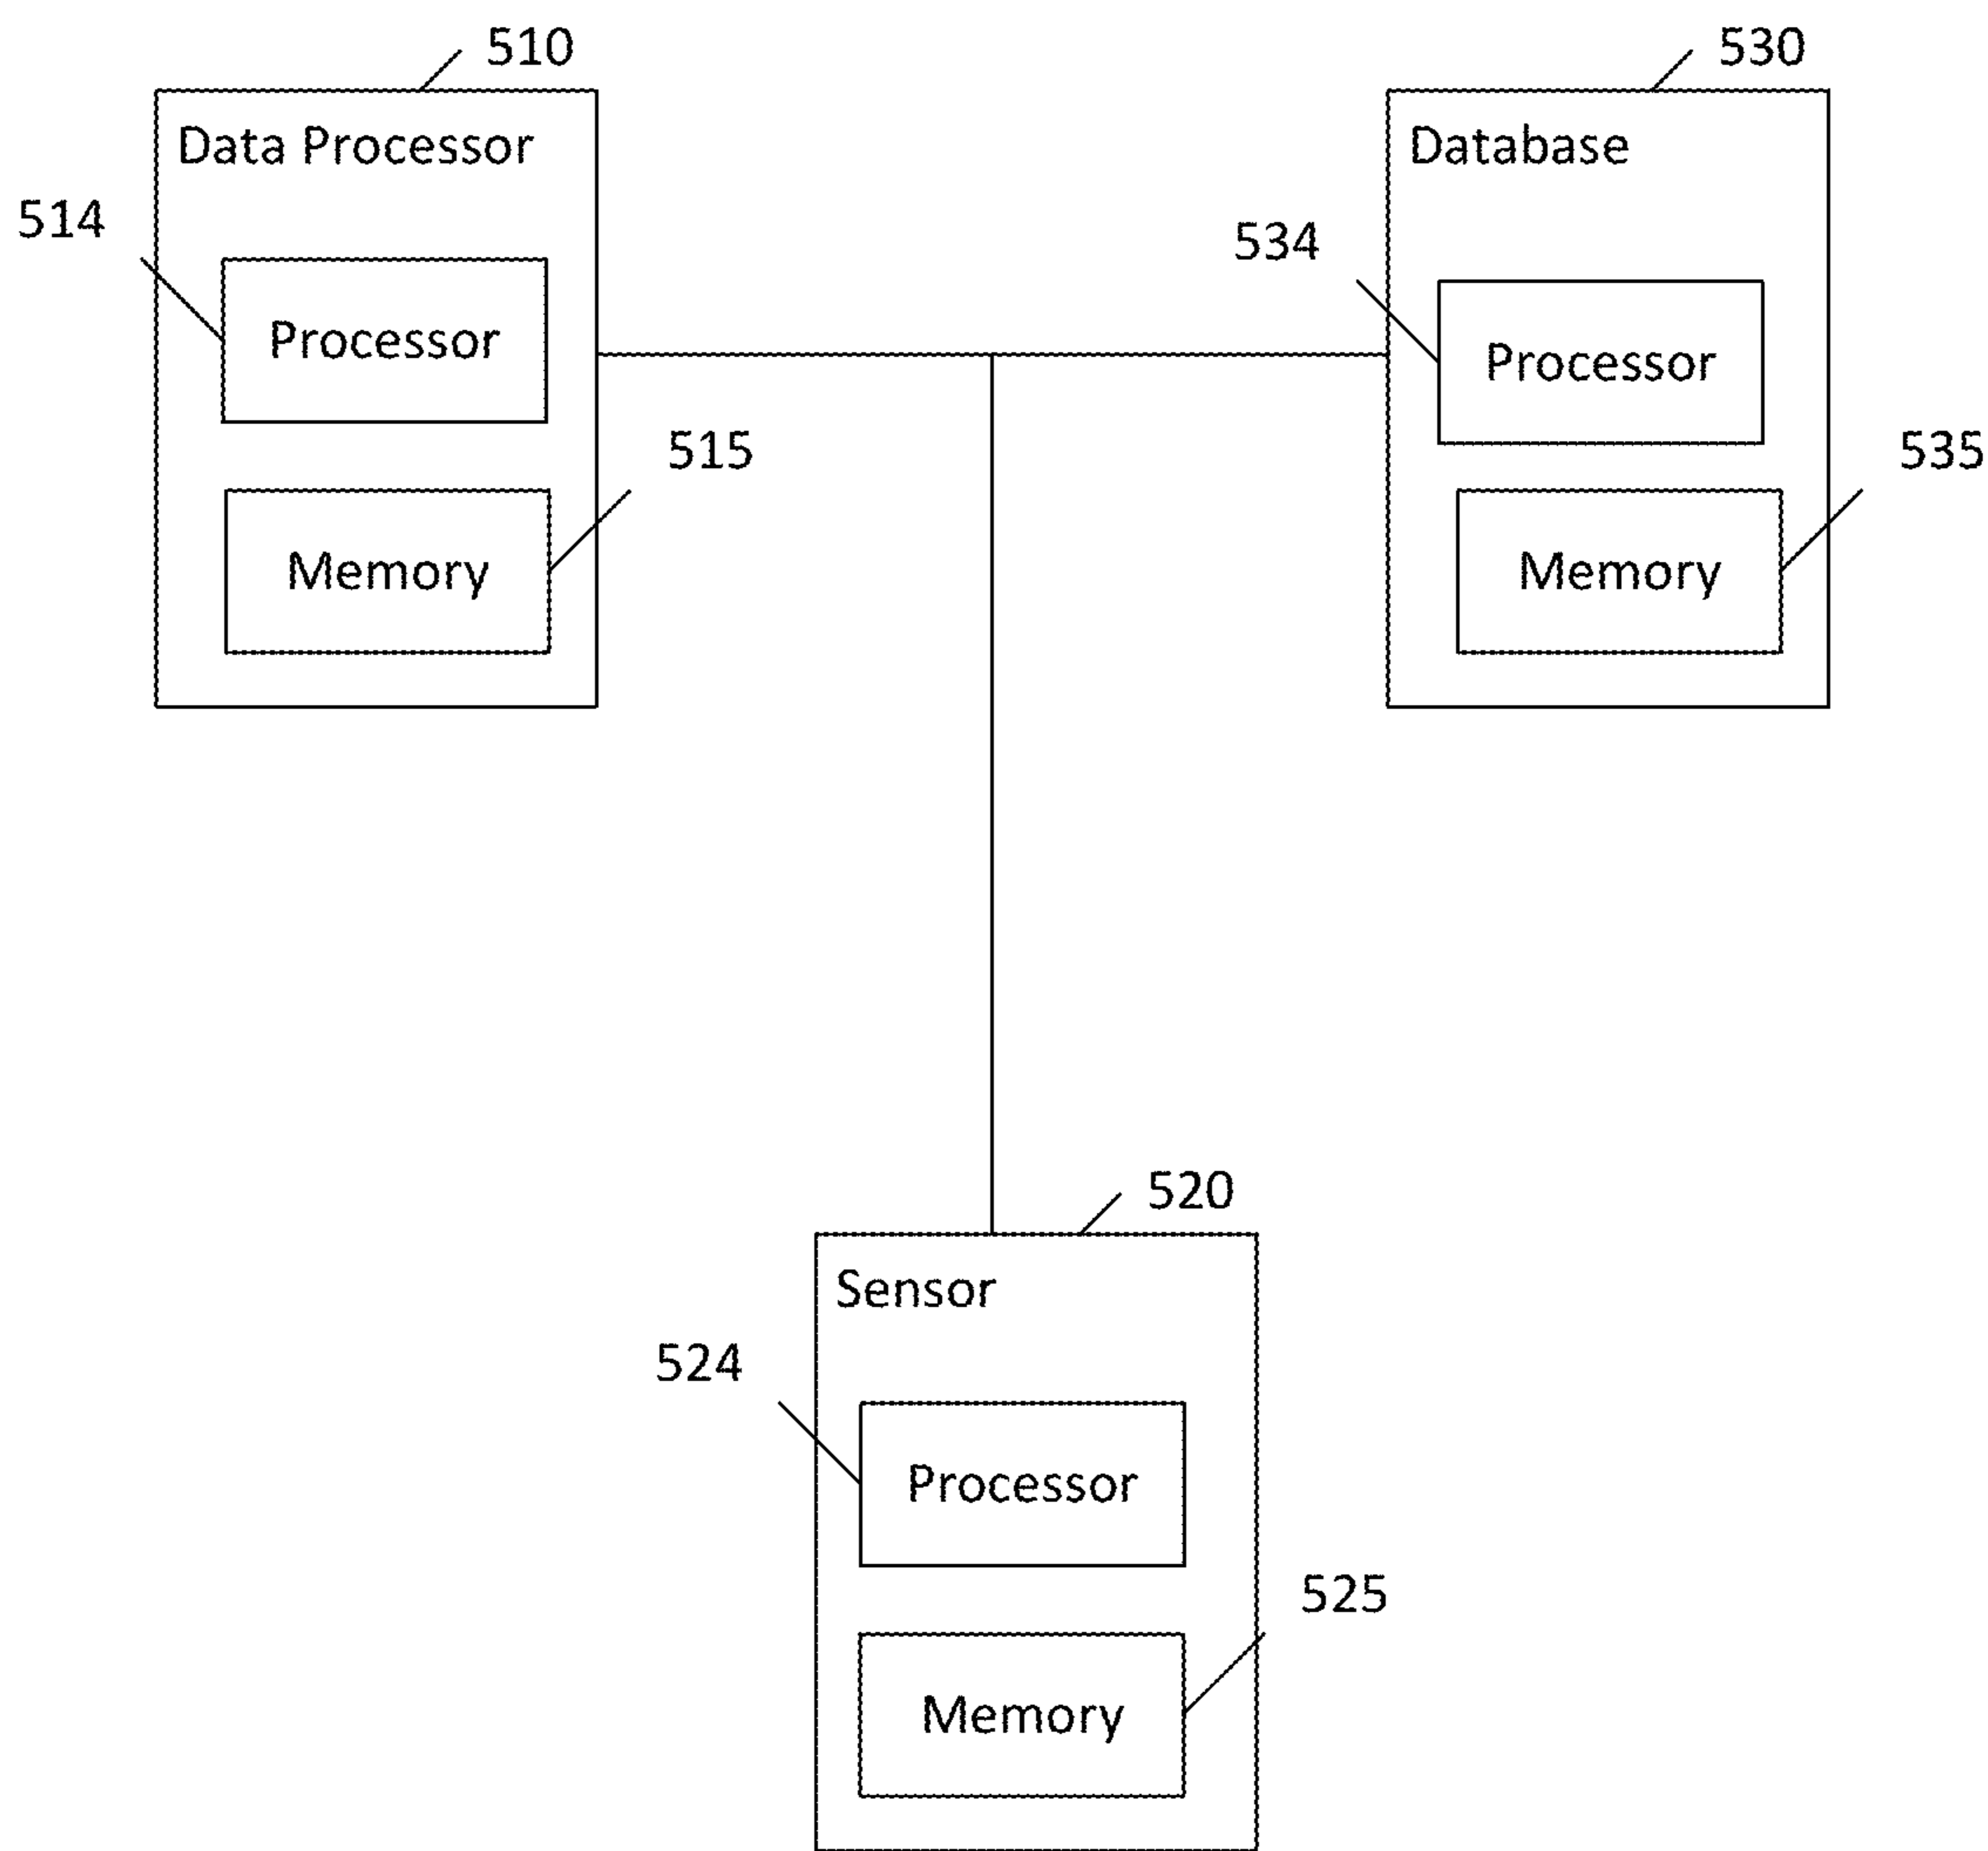 510
Data Processor
514
Processor
515
Memory
530
Database
534
Processor
535
Memory
520
Sensor
524
Processor
525
Memory